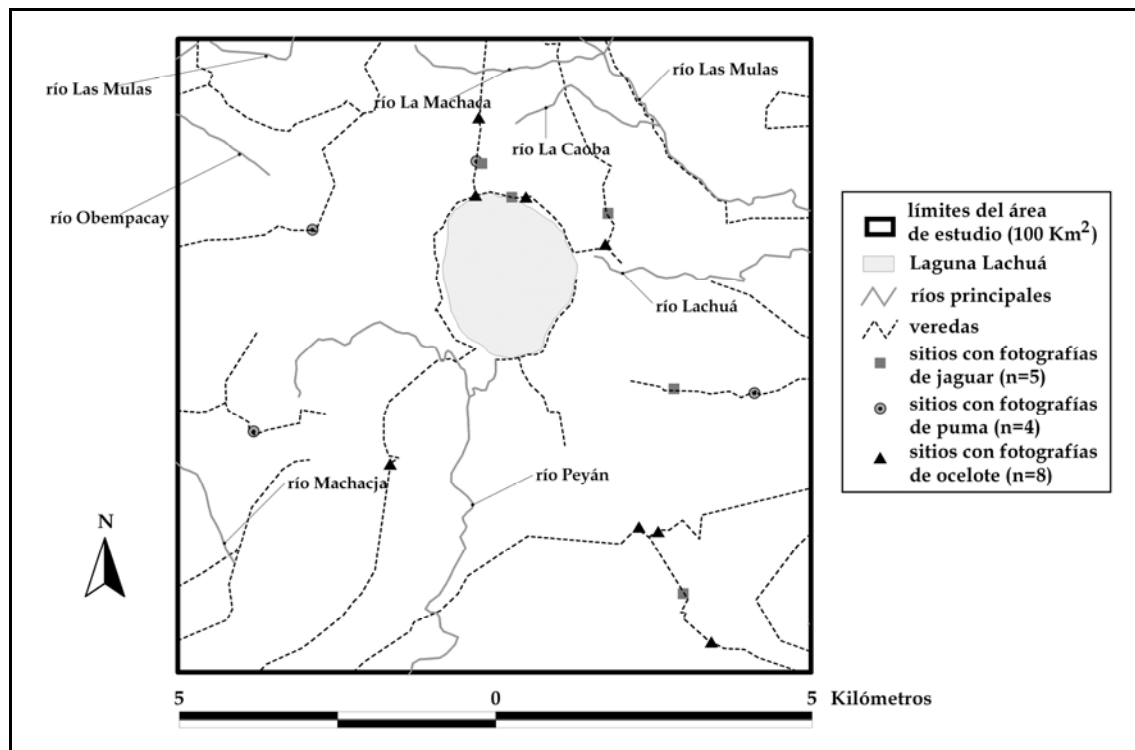 río Las Mulas
río Las Mulas
río La Machaca
río La Caoba
río Obempacay
río Lachuá
río Machacja
río Peyán
N
límites del área
de estudio (100 Km²)
Laguna Lachuá
ríos principales
veredas
sitios con fotografías
de jaguar (n=5)
sitios con fotografías
de puma (n=4)
sitios con fotografías
de ocelote (n=8)
5 0 5 Kilómetros